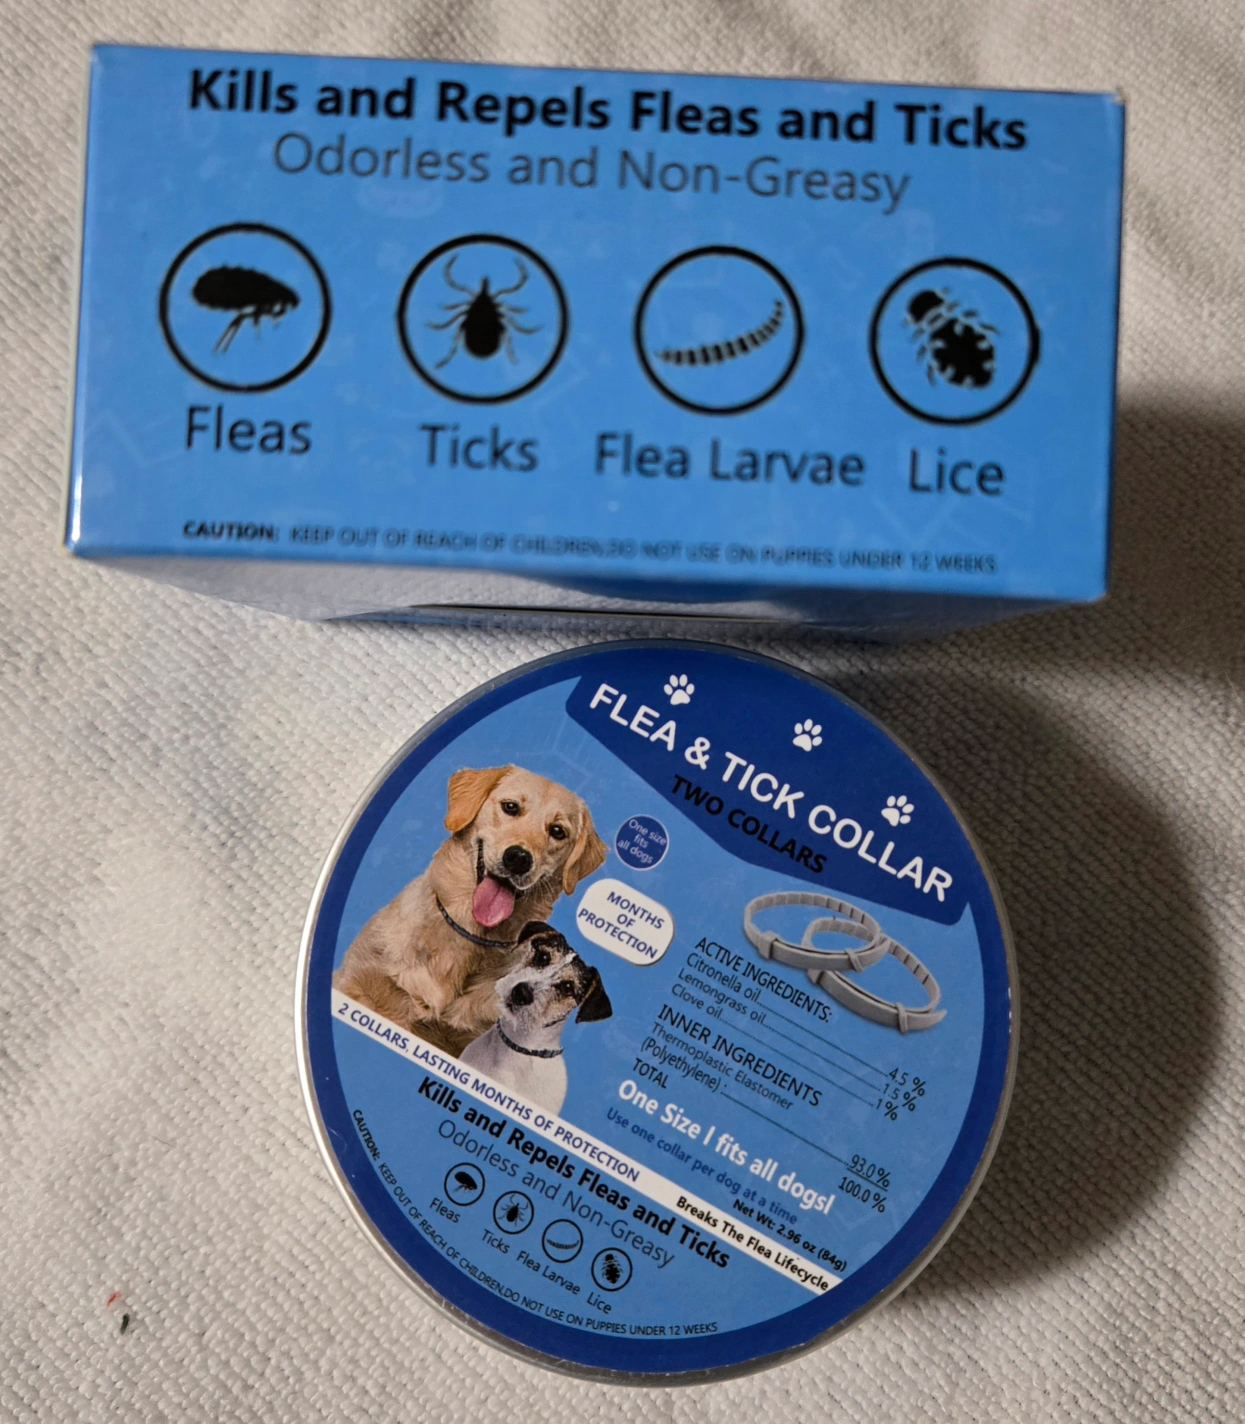 Kills and Repels Fleas and Ticks
Odorless and Non-Greasy
Fleas
Ticks
Flea Larvae
Lice
CAUTION: KEEP OUT OF REACH OF CHILDREN,DO NOT USE ON PUPPIES UNDER 12 WEEKS
FLEA & TICK COLLAR
TWO COLLARS
One size
fits
all dogs
MONTHS
OF
PROTECTION
ACTIVE INGREDIENTS:
Citronella oil........4.5 %
Lemongrass oil........1.5 %
Clove oil........1 %
INNER INGREDIENTS
Thermoplastic Elastomer
(Polyethylene) :........93.0 %
TOTAL 100.0 %
One Size l fits all dogs!
Use one collar per dog at a time
Net Wt: 2.96 oz (84g)
2 COLLARS, LASTING MONTHS OF PROTECTION
Breaks The Flea Lifecycle
Kills and Repels Fleas and Ticks
Odorless and Non-Greasy
Fleas
Ticks
Flea Larvae
Lice
CAUTION: KEEP OUT OF REACH OF CHILDREN,DO NOT USE ON PUPPIES UNDER 12 WEEKS